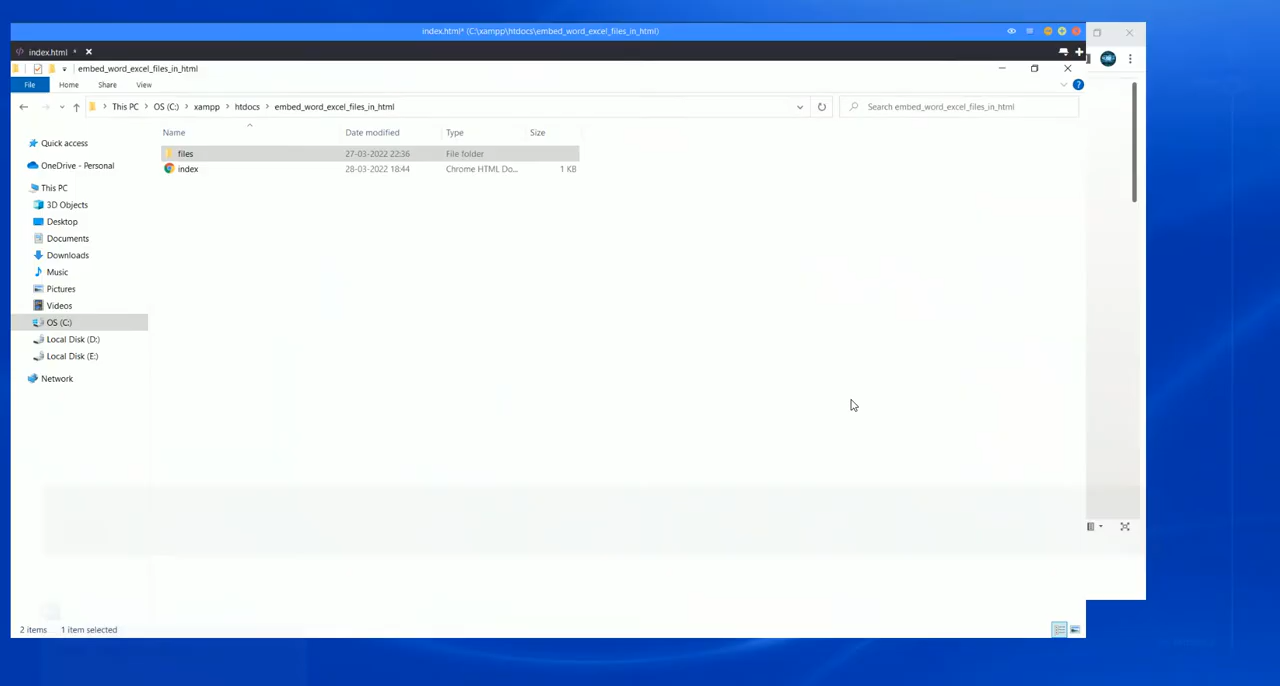 index.html* (C:\xampp\htdocs\embed_word_excel_files_in_html)
index.html *
embed_word_excel_files_in_html
File Home Share View
This PC OS (C:) xampp htdocs embed_word_excel_files_in_html Search embed_word_excel_files_in_html
Name Date modified Type Size
Quick access
files 27-03-2022 22:36 File folder
OneDrive - Personal
index 28-03-2022 18:44 Chrome HTML Do... 1 KB
This PC
3D Objects
Desktop
Documents
Downloads
Music
Pictures
Videos
OS (C:)
Local Disk (D:)
Local Disk (E:)
Network
2 items 1 item selected